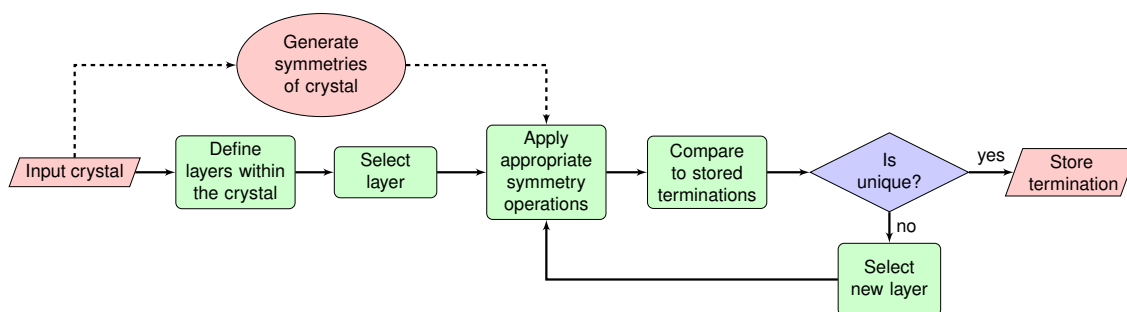 Generate
symmetries
of crystal
Input crystal
Define
layers within
the crystal
Select
layer
Apply
appropriate
symmetry
operations
Compare
to stored
terminations
Is
unique?
yes
Store
termination
no
Select
new layer